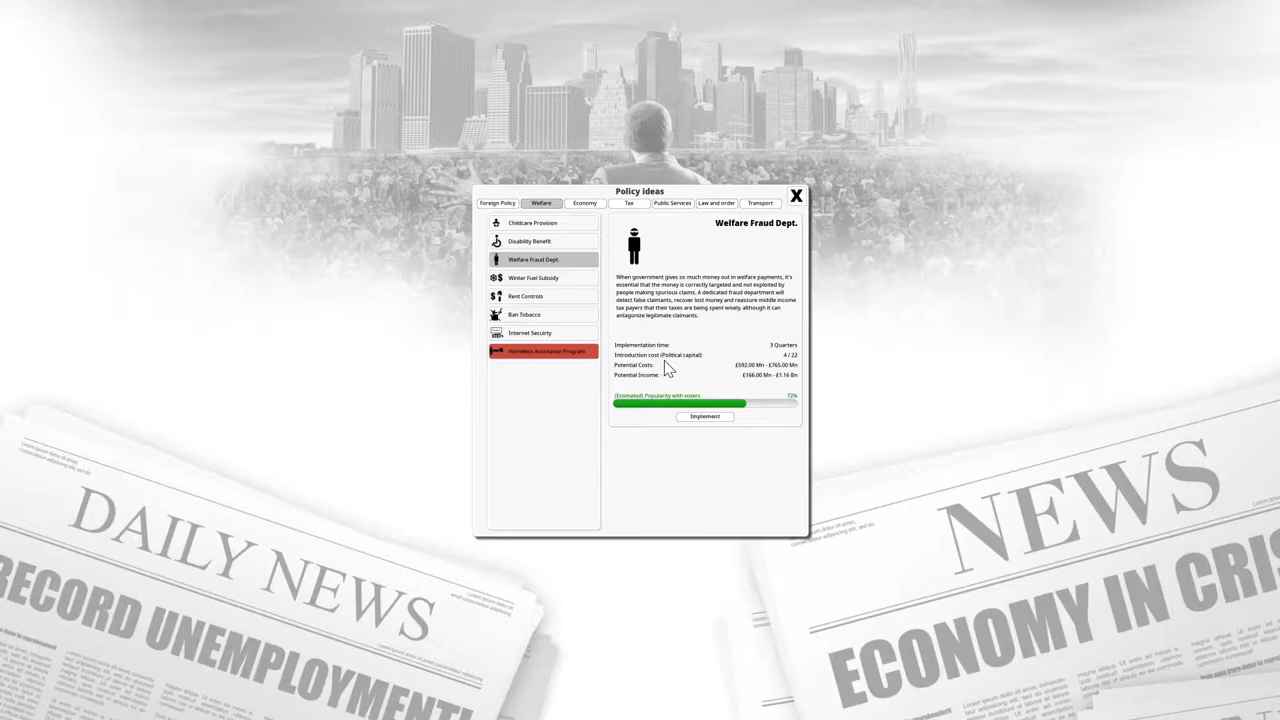 Policy ideas
X
Foreign Policy
Welfare
Economy
Tax
Public Services
Law and order
Transport
Childcare Provision
Disability Benefit
Welfare Fraud Dept.
Winter Fuel Subsidy
Rent Controls
Ban Tobacco
Internet Secuirty
Homeless Assistance Program
Welfare Fraud Dept.
When government gives so much money out in welfare payments, it's
essential that the money is correctly targeted and not exploited by
people making spurious claims. A dedicated fraud department will
detect false claimants, recover lost money and reassure middle income
tax payers that their taxes are being spent wisely, although it can
antagonize legitimate claimants.
Implementation time: 3 Quarters
Introduction cost (Political capital): 4 / 22
Potential Costs: £592.00 Mn - £765.00 Mn
Potential Income: £166.00 Mn - £1.16 Bn
(Estimated) Popularity with voters 72%
Implement
DAILY NEWS
RECORD UNEMPLOYMENT!
NEWS
ECONOMY IN CRIS